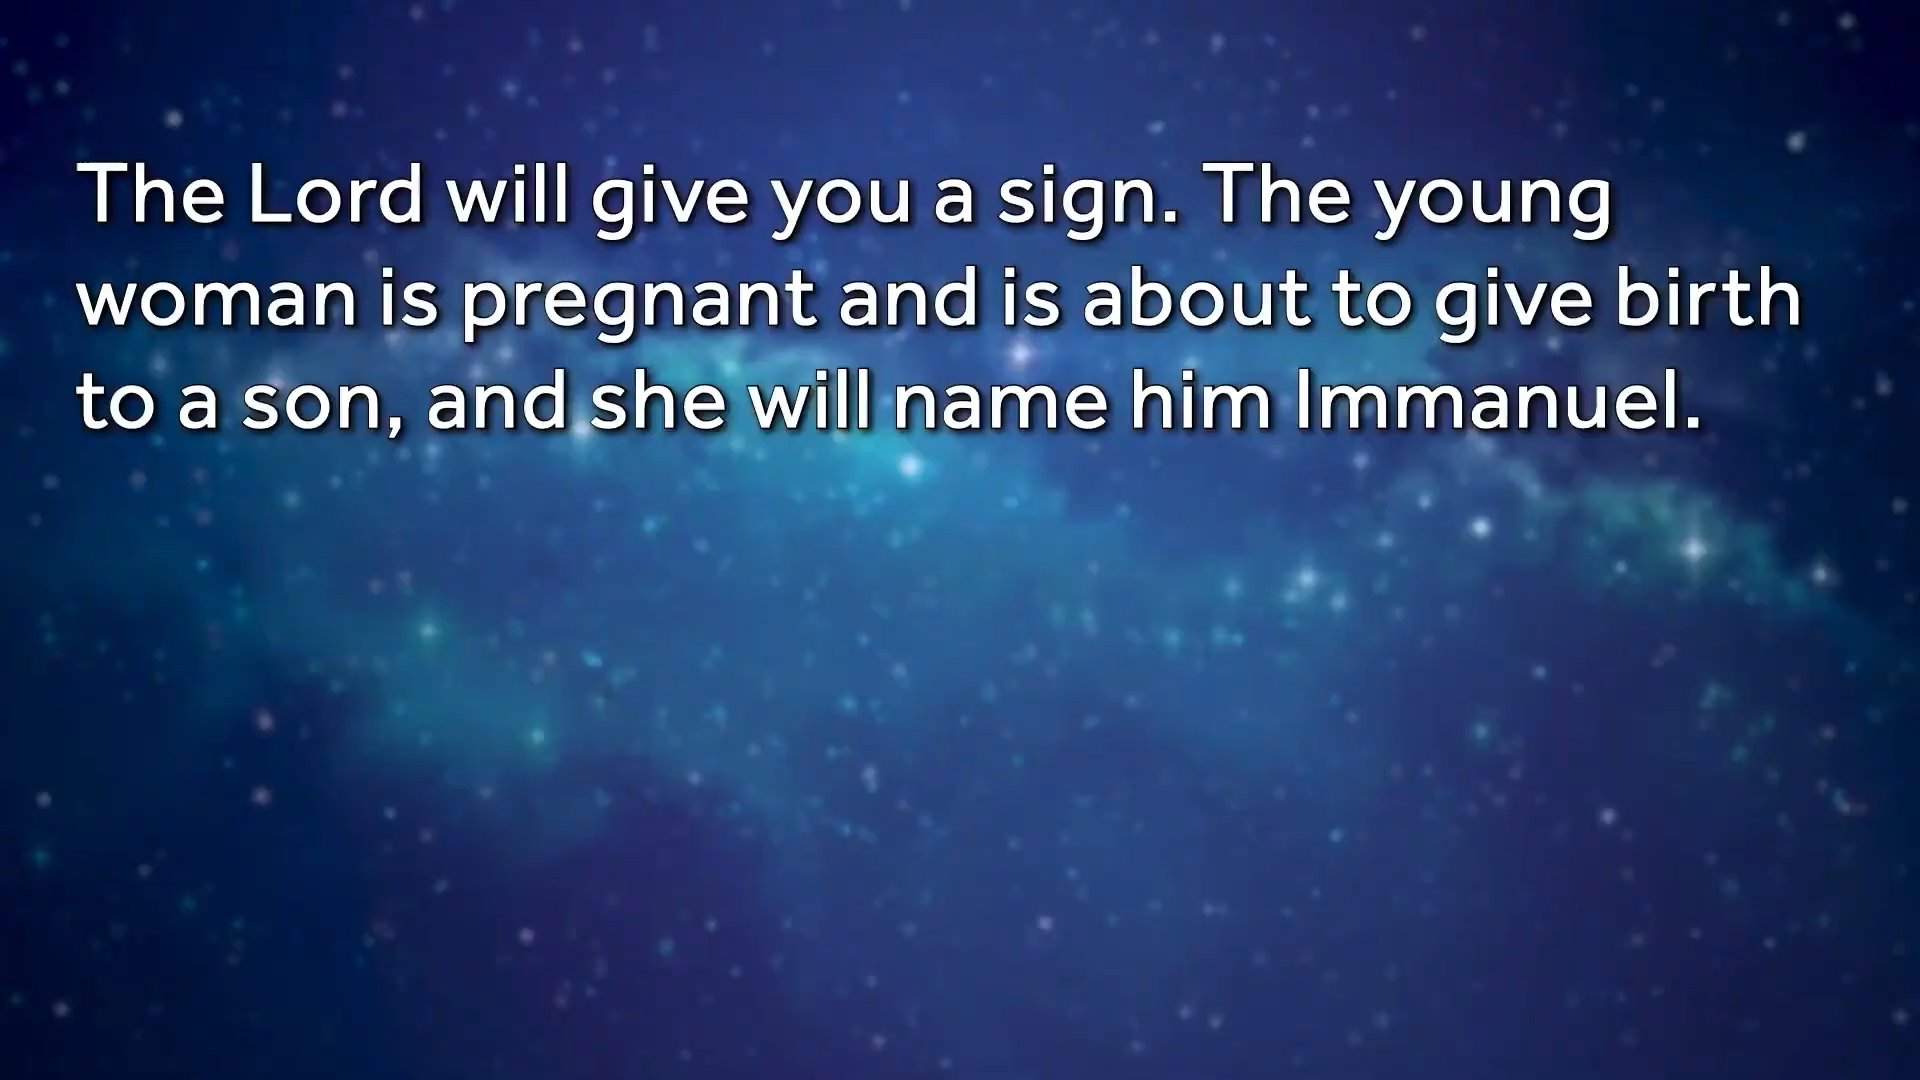 The Lord will give you a sign. The young
woman is pregnant and is about to give birth
to a son, and she will name him Immanuel.